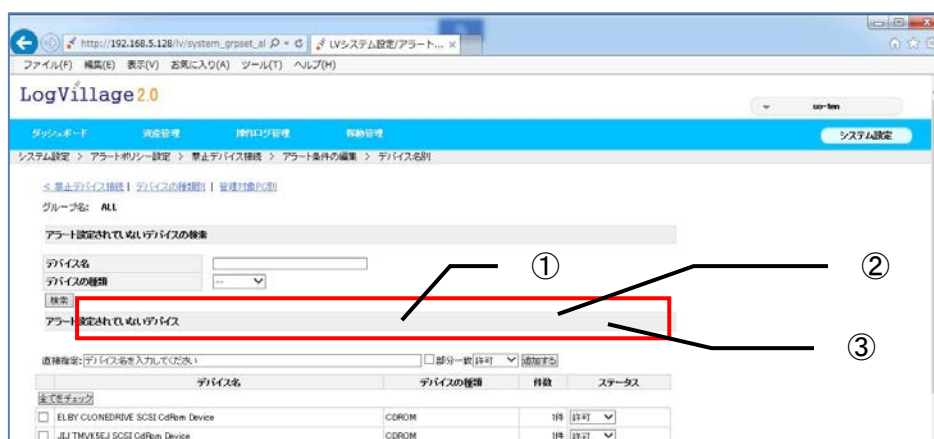 http://192.168.5.128/lv/system_grpset_al
LVシステム設定/アラート...
ファイル(F) 編集(E) 表示(V) お気に入り(A) ツール(T) ヘルプ(H)
LogVillage 2.0
so-ten
ダッシュボード 資産管理 操作ログ管理 移動管理 システム設定
システム設定 > アラートポリシー設定 > 禁止デバイス接続 > アラート条件の編集 > デバイス名別
< 禁止デバイス接続 | デバイスの種類別 | 管理対象PC別
グループ名: ALL
アラート設定されていないデバイスの検索
デバイス名
デバイスの種類 --
検索
① ② ③
アラート設定されていないデバイス
直接指定: デバイス名を入力してください 部分一致 許可 追加する
デバイス名 デバイスの種類 件数 ステータス
全てをチェック
ELBY CLONEDRIVE SCSI CdRom Device CDROM 1件 許可
JLJ TMVK5EJ SCSI CdRom Device CDROM 1件 許可